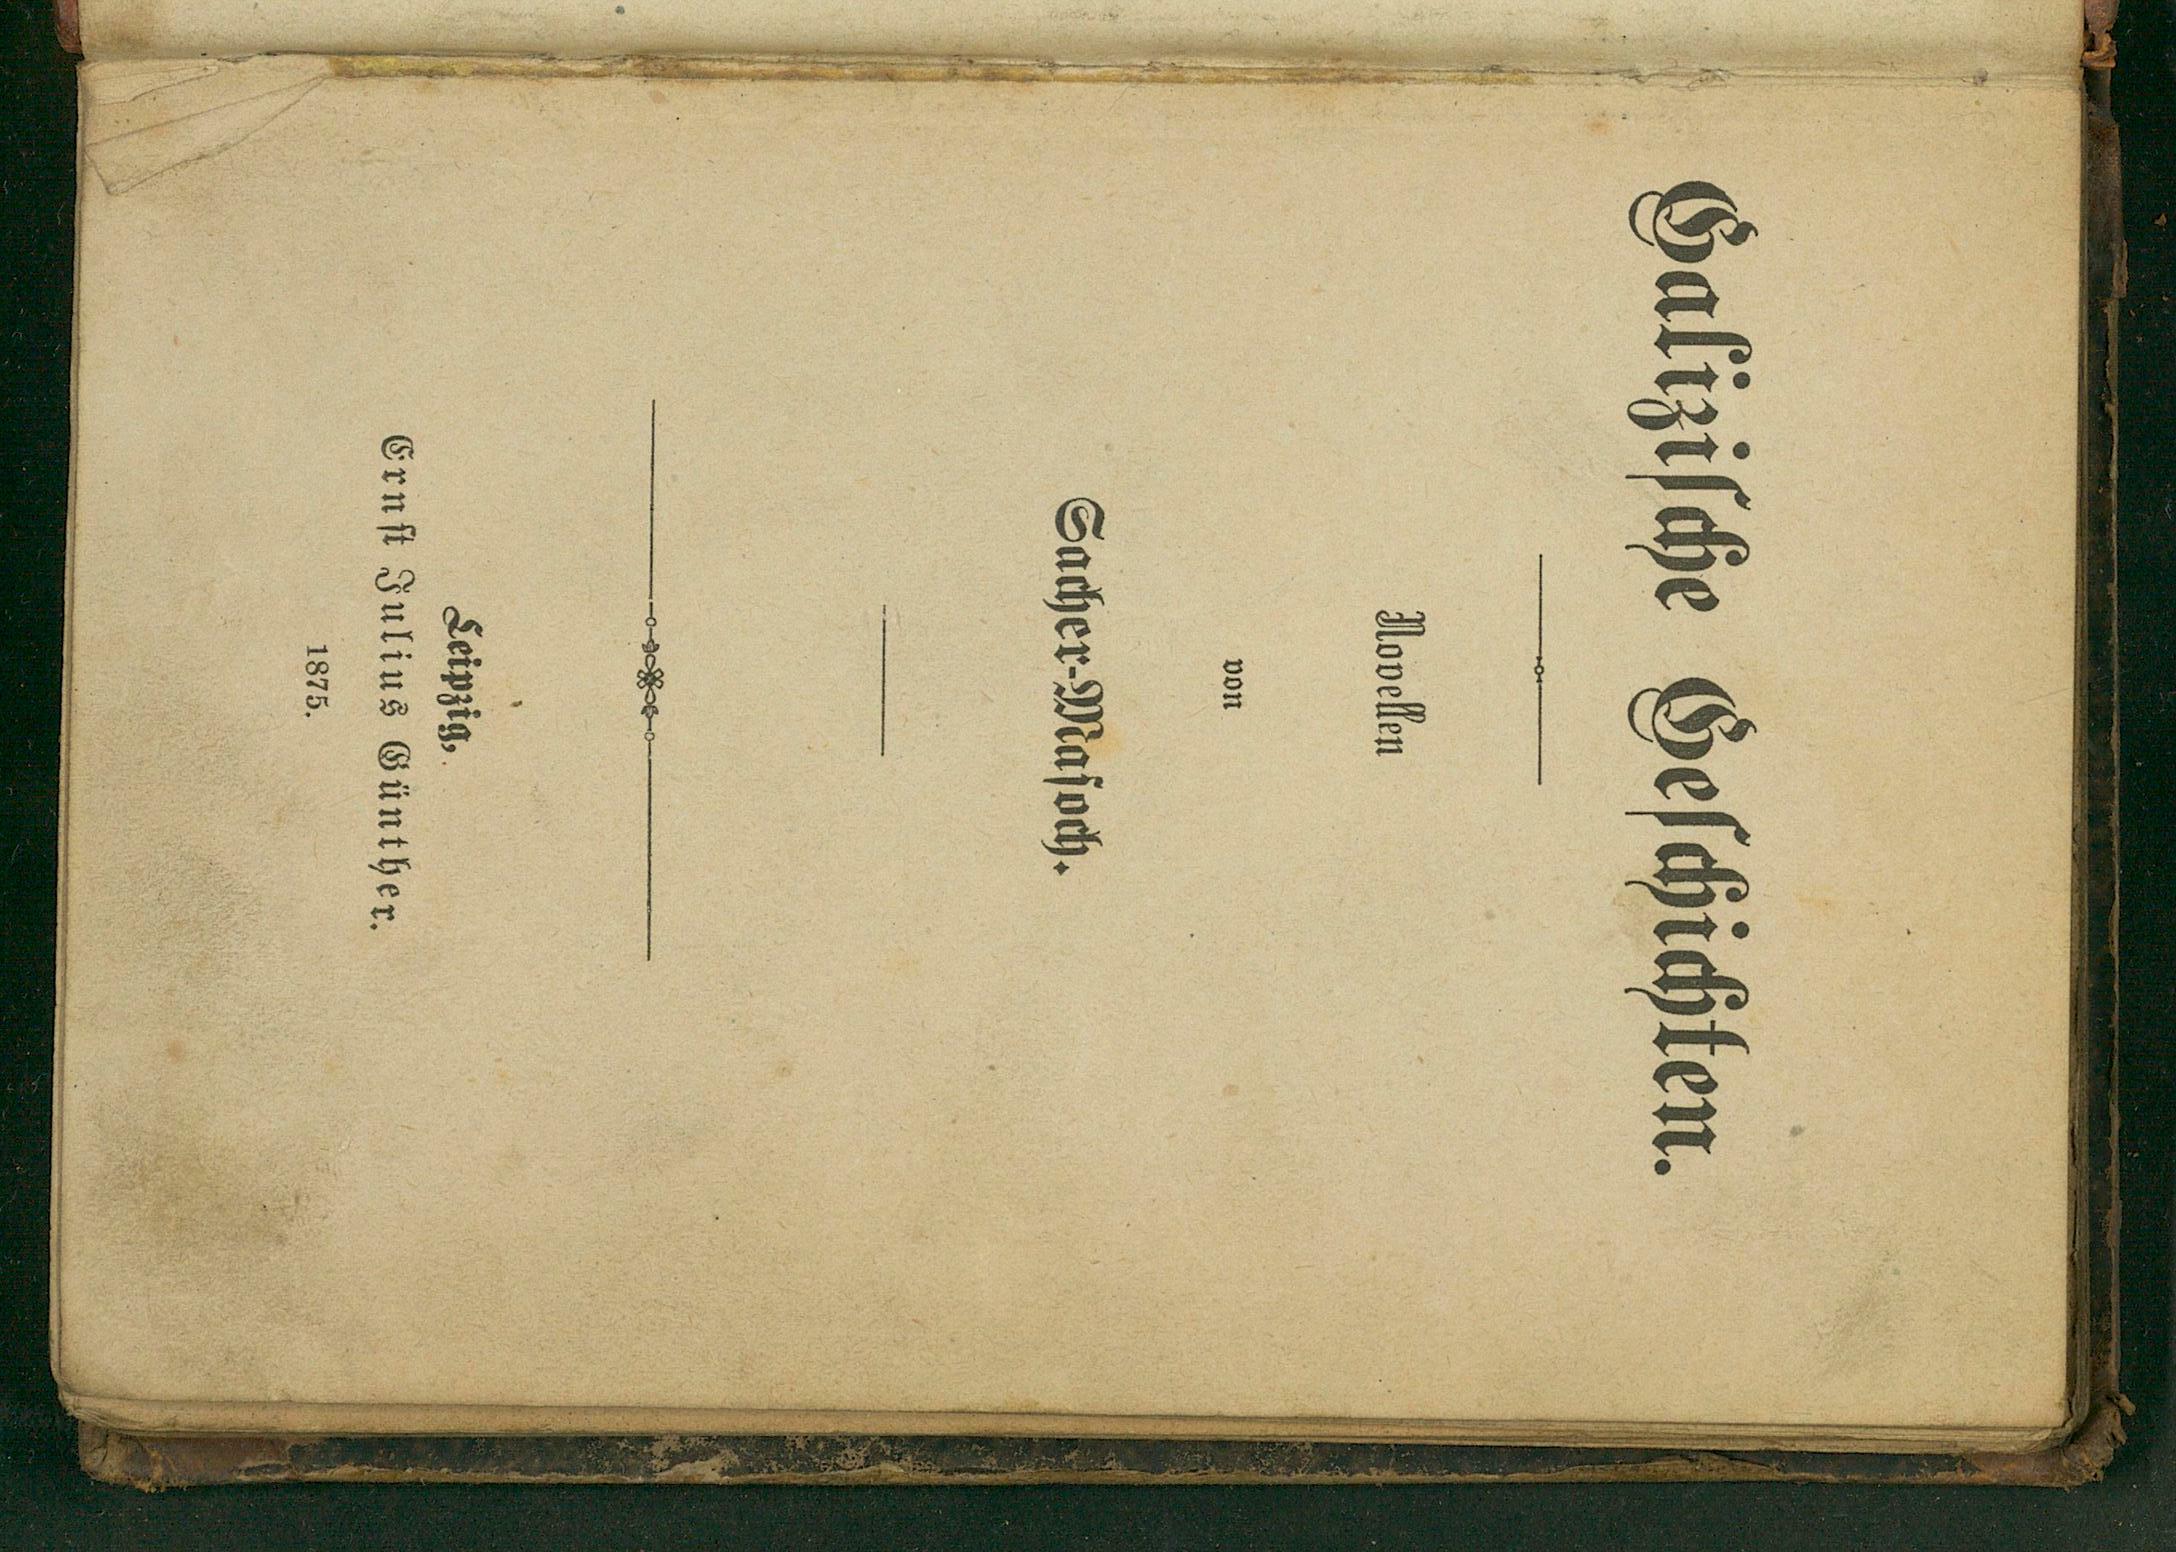 Galiziſche Geſchichten.
Novellen
von
Sacher-Maſoch.
Leipzig,
Ernſt Julius Günther.
1875.